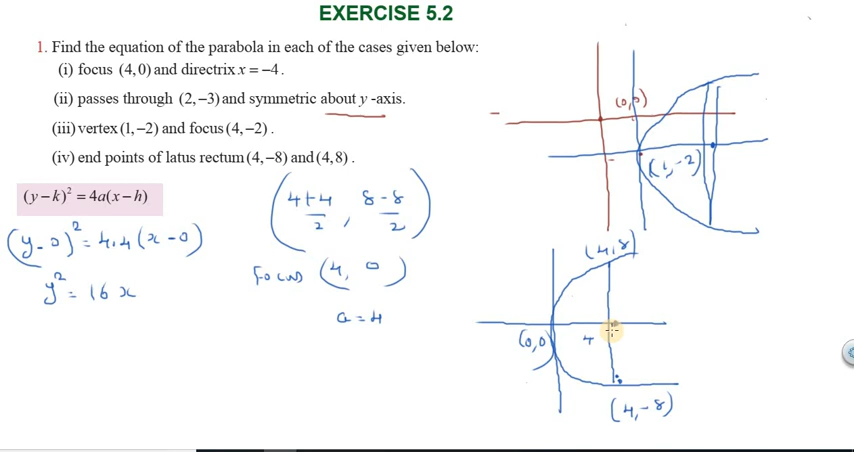 EXERCISE 5.2
1. Find the equation of the parabola in each of the cases given below:
(i) focus (4,0) and directrix x = −4.
(ii) passes through (2,−3) and symmetric about y -axis.
(iii) vertex (1,−2) and focus (4,−2).
(iv) end points of latus rectum (4,−8) and (4,8).
(y−k)² = 4a(x−h)
(y-0)² = 4.4(x-0)
y² = 16x
(4+4/2, 8-8/2)
Focus (4, 0)
a = 4
(0,0)
(1,-2)
(4,8)
(0,0)
4
(4,-8)